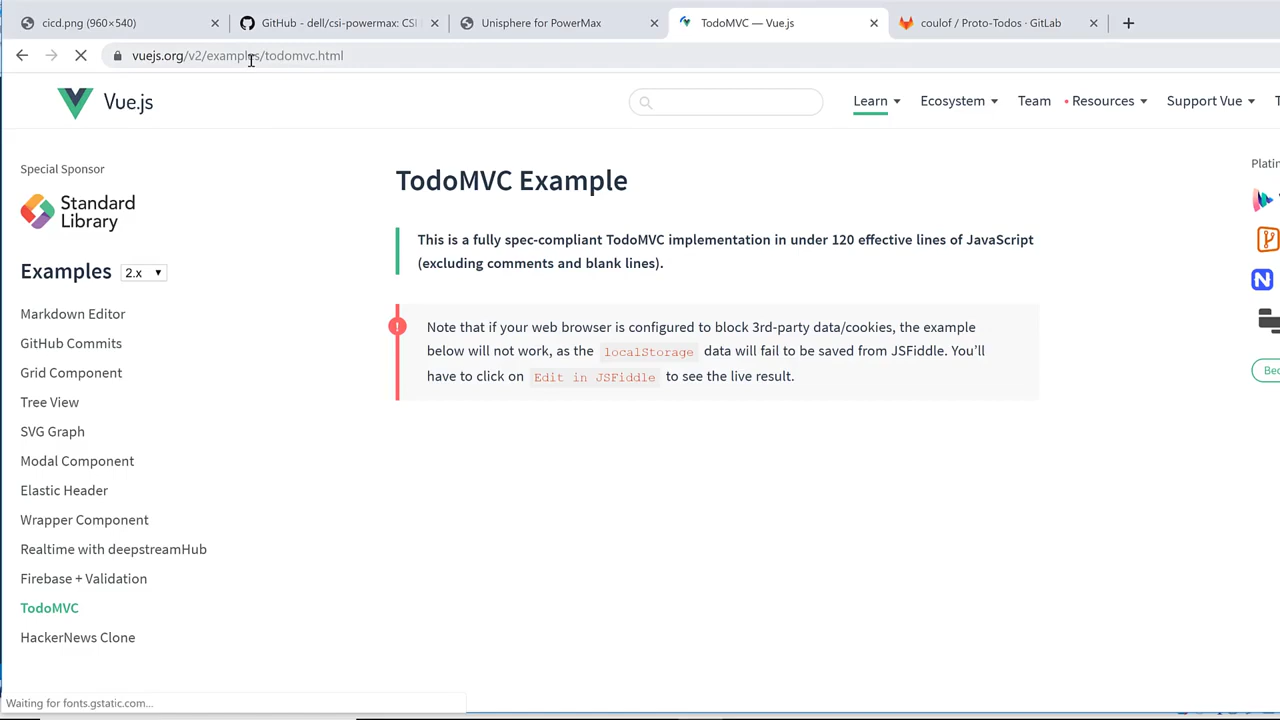 cicd.png (960×540)
GitHub - dell/csi-powermax: CSI
Unisphere for PowerMax
TodoMVC — Vue.js
coulof / Proto-Todos · GitLab
vuejs.org/v2/examples/todomvc.html
Vue.js
Learn
Ecosystem
Team
Resources
Support Vue
T
Special Sponsor
Standard
Library
Examples
2.x
Markdown Editor
GitHub Commits
Grid Component
Tree View
SVG Graph
Modal Component
Elastic Header
Wrapper Component
Realtime with deepstreamHub
Firebase + Validation
TodoMVC
HackerNews Clone
TodoMVC Example
This is a fully spec-compliant TodoMVC implementation in under 120 effective lines of JavaScript
(excluding comments and blank lines).
!
Note that if your web browser is configured to block 3rd-party data/cookies, the example
below will not work, as the localStorage data will fail to be saved from JSFiddle. You’ll
have to click on Edit in JSFiddle to see the live result.
Platin
N
Bec
Waiting for fonts.gstatic.com...